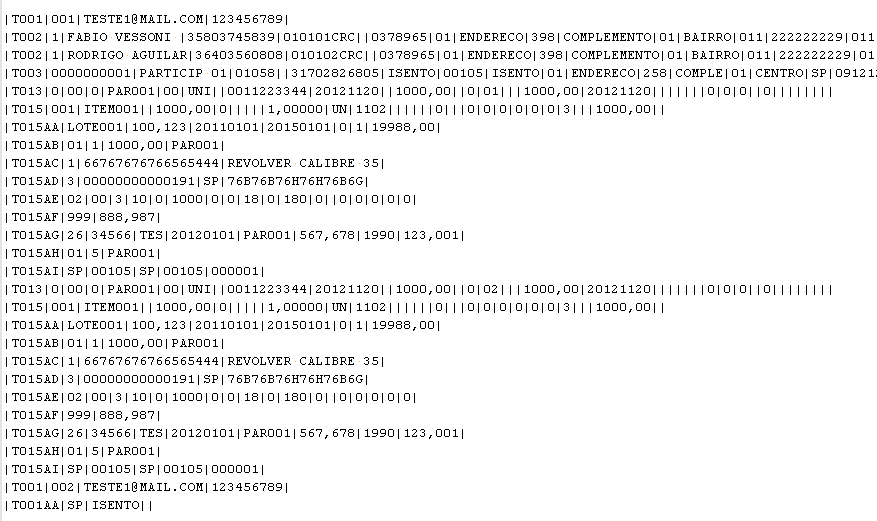 |T001|001|TESTE1@MAIL.COM|123456789|
|T002|1|FABIO VESSONI |35803745839|010101CRC||0378965|01|ENDERECO|398|COMPLEMENTO|01|BAIRRO|011|222222229|011
|T002|1|RODRIGO AGUILAR|36403560808|010102CRC||0378965|01|ENDERECO|398|COMPLEMENTO|01|BAIRRO|011|222222229|01
|T003|0000000001|PARTICIP 01|01058||31702826805|ISENTO|00105|ISENTO|01|ENDERECO|258|COMPLE|01|CENTRO|SP|09121
|T013|0|0|0|PAR001|00|UNI||0011223344|20121120||1000,00||0|01|||1000,00|20121120|||||||0|0|0||0||||||||
|T015|001|ITEM001||1000,00|0|||||1,00000|UN|1102||||||0|||0|0|0|0|0|0|3|||1000,00||
|T015AA|LOTE001|100,123|20110101|20150101|0|1|19988,00|
|T015AB|01|1|1000,00|PAR001|
|T015AC|1|66767676766565444|REVOLVER CALIBRE 35|
|T015AD|3|00000000000191|SP|76B76B76H76H76B6G|
|T015AE|02|00|3|10|0|1000|0|0|18|0|180|0||0|0|0|0|0|
|T015AF|999|888,987|
|T015AG|26|34566|TES|20120101|PAR001|567,678|1990|123,001|
|T015AH|01|5|PAR001|
|T015AI|SP|00105|SP|00105|000001|
|T013|0|0|0|PAR001|00|UNI||0011223344|20121120||1000,00||0|02|||1000,00|20121120|||||||0|0|0||0||||||||
|T015|001|ITEM001||1000,00|0|||||1,00000|UN|1102||||||0|||0|0|0|0|0|0|3|||1000,00||
|T015AA|LOTE001|100,123|20110101|20150101|0|1|19988,00|
|T015AB|01|1|1000,00|PAR001|
|T015AC|1|66767676766565444|REVOLVER CALIBRE 35|
|T015AD|3|00000000000191|SP|76B76B76H76H76B6G|
|T015AE|02|00|3|10|0|1000|0|0|18|0|180|0||0|0|0|0|0|
|T015AF|999|888,987|
|T015AG|26|34566|TES|20120101|PAR001|567,678|1990|123,001|
|T015AH|01|5|PAR001|
|T015AI|SP|00105|SP|00105|000001|
|T001|002|TESTE1@MAIL.COM|123456789|
|T001AA|SP|ISENTO||